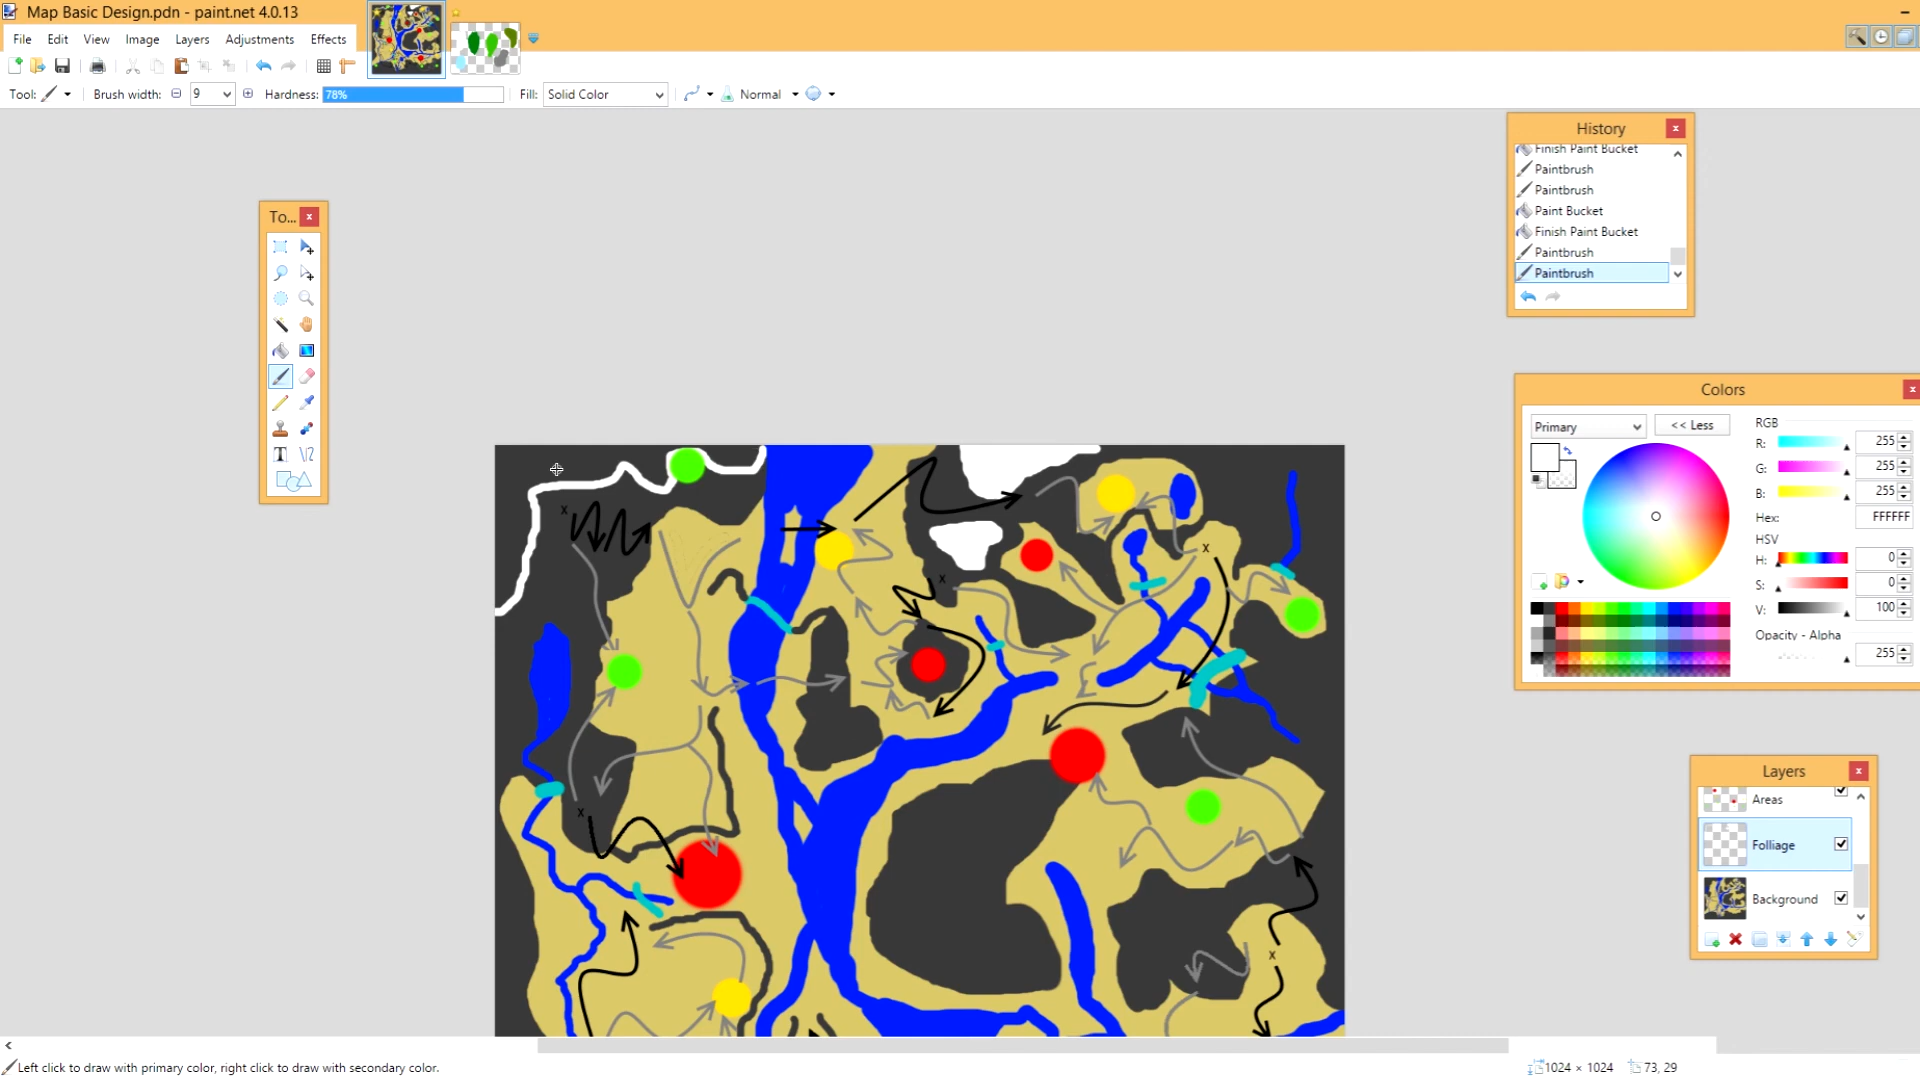 Map Basic Design.pdn - paint.net 4.0.13
File Edit View Image Layers Adjustments Effects
Tool: Brush width: 9 Hardness: 78% Fill: Solid Color Normal
History
Finish Paint Bucket
Paintbrush
Paintbrush
Paint Bucket
Finish Paint Bucket
Paintbrush
Paintbrush
To...
Colors
Primary << Less RGB
R: 255
G: 255
B: 255
Hex: FFFFFF
HSV
H: 0
S: 0
V: 100
Opacity - Alpha
255
x
x
x
x
x
Layers
Areas
Folliage
Background
Left click to draw with primary color, right click to draw with secondary color. 1024 × 1024 73, 29